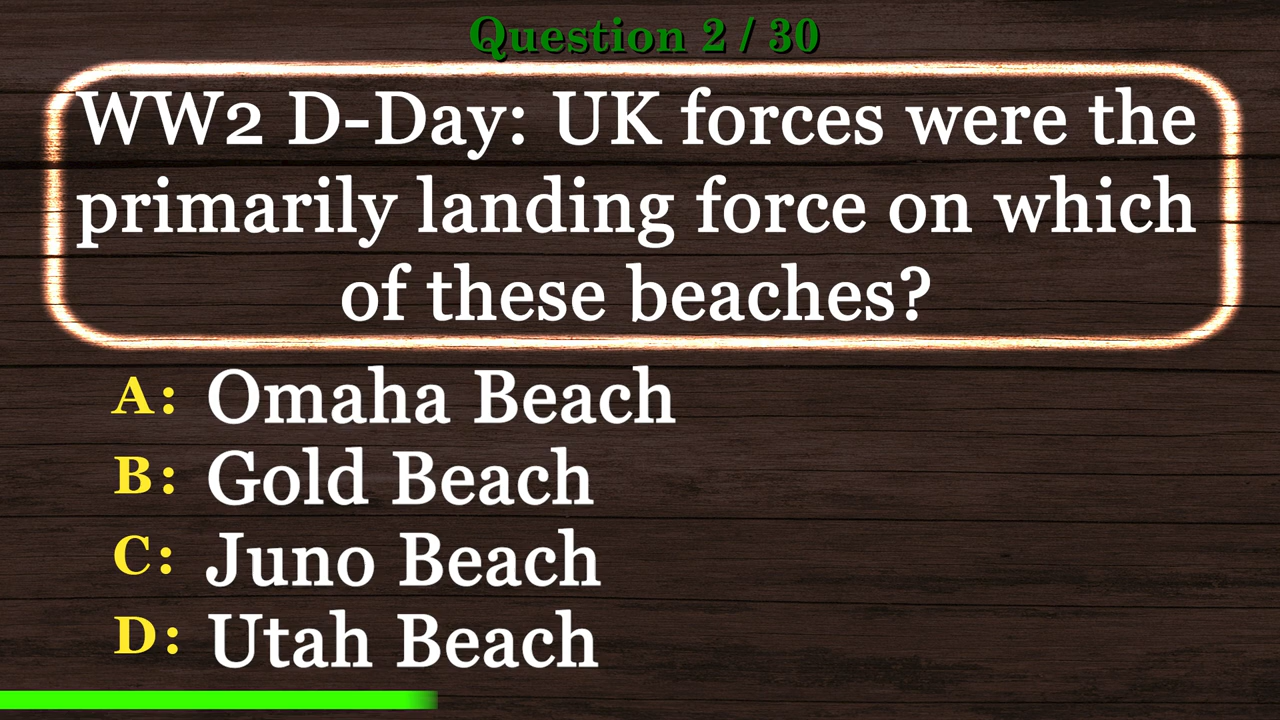 Question 2 / 30
WW2 D-Day: UK forces were the
primarily landing force on which
of these beaches?
A: Omaha Beach
B: Gold Beach
C: Juno Beach
D: Utah Beach